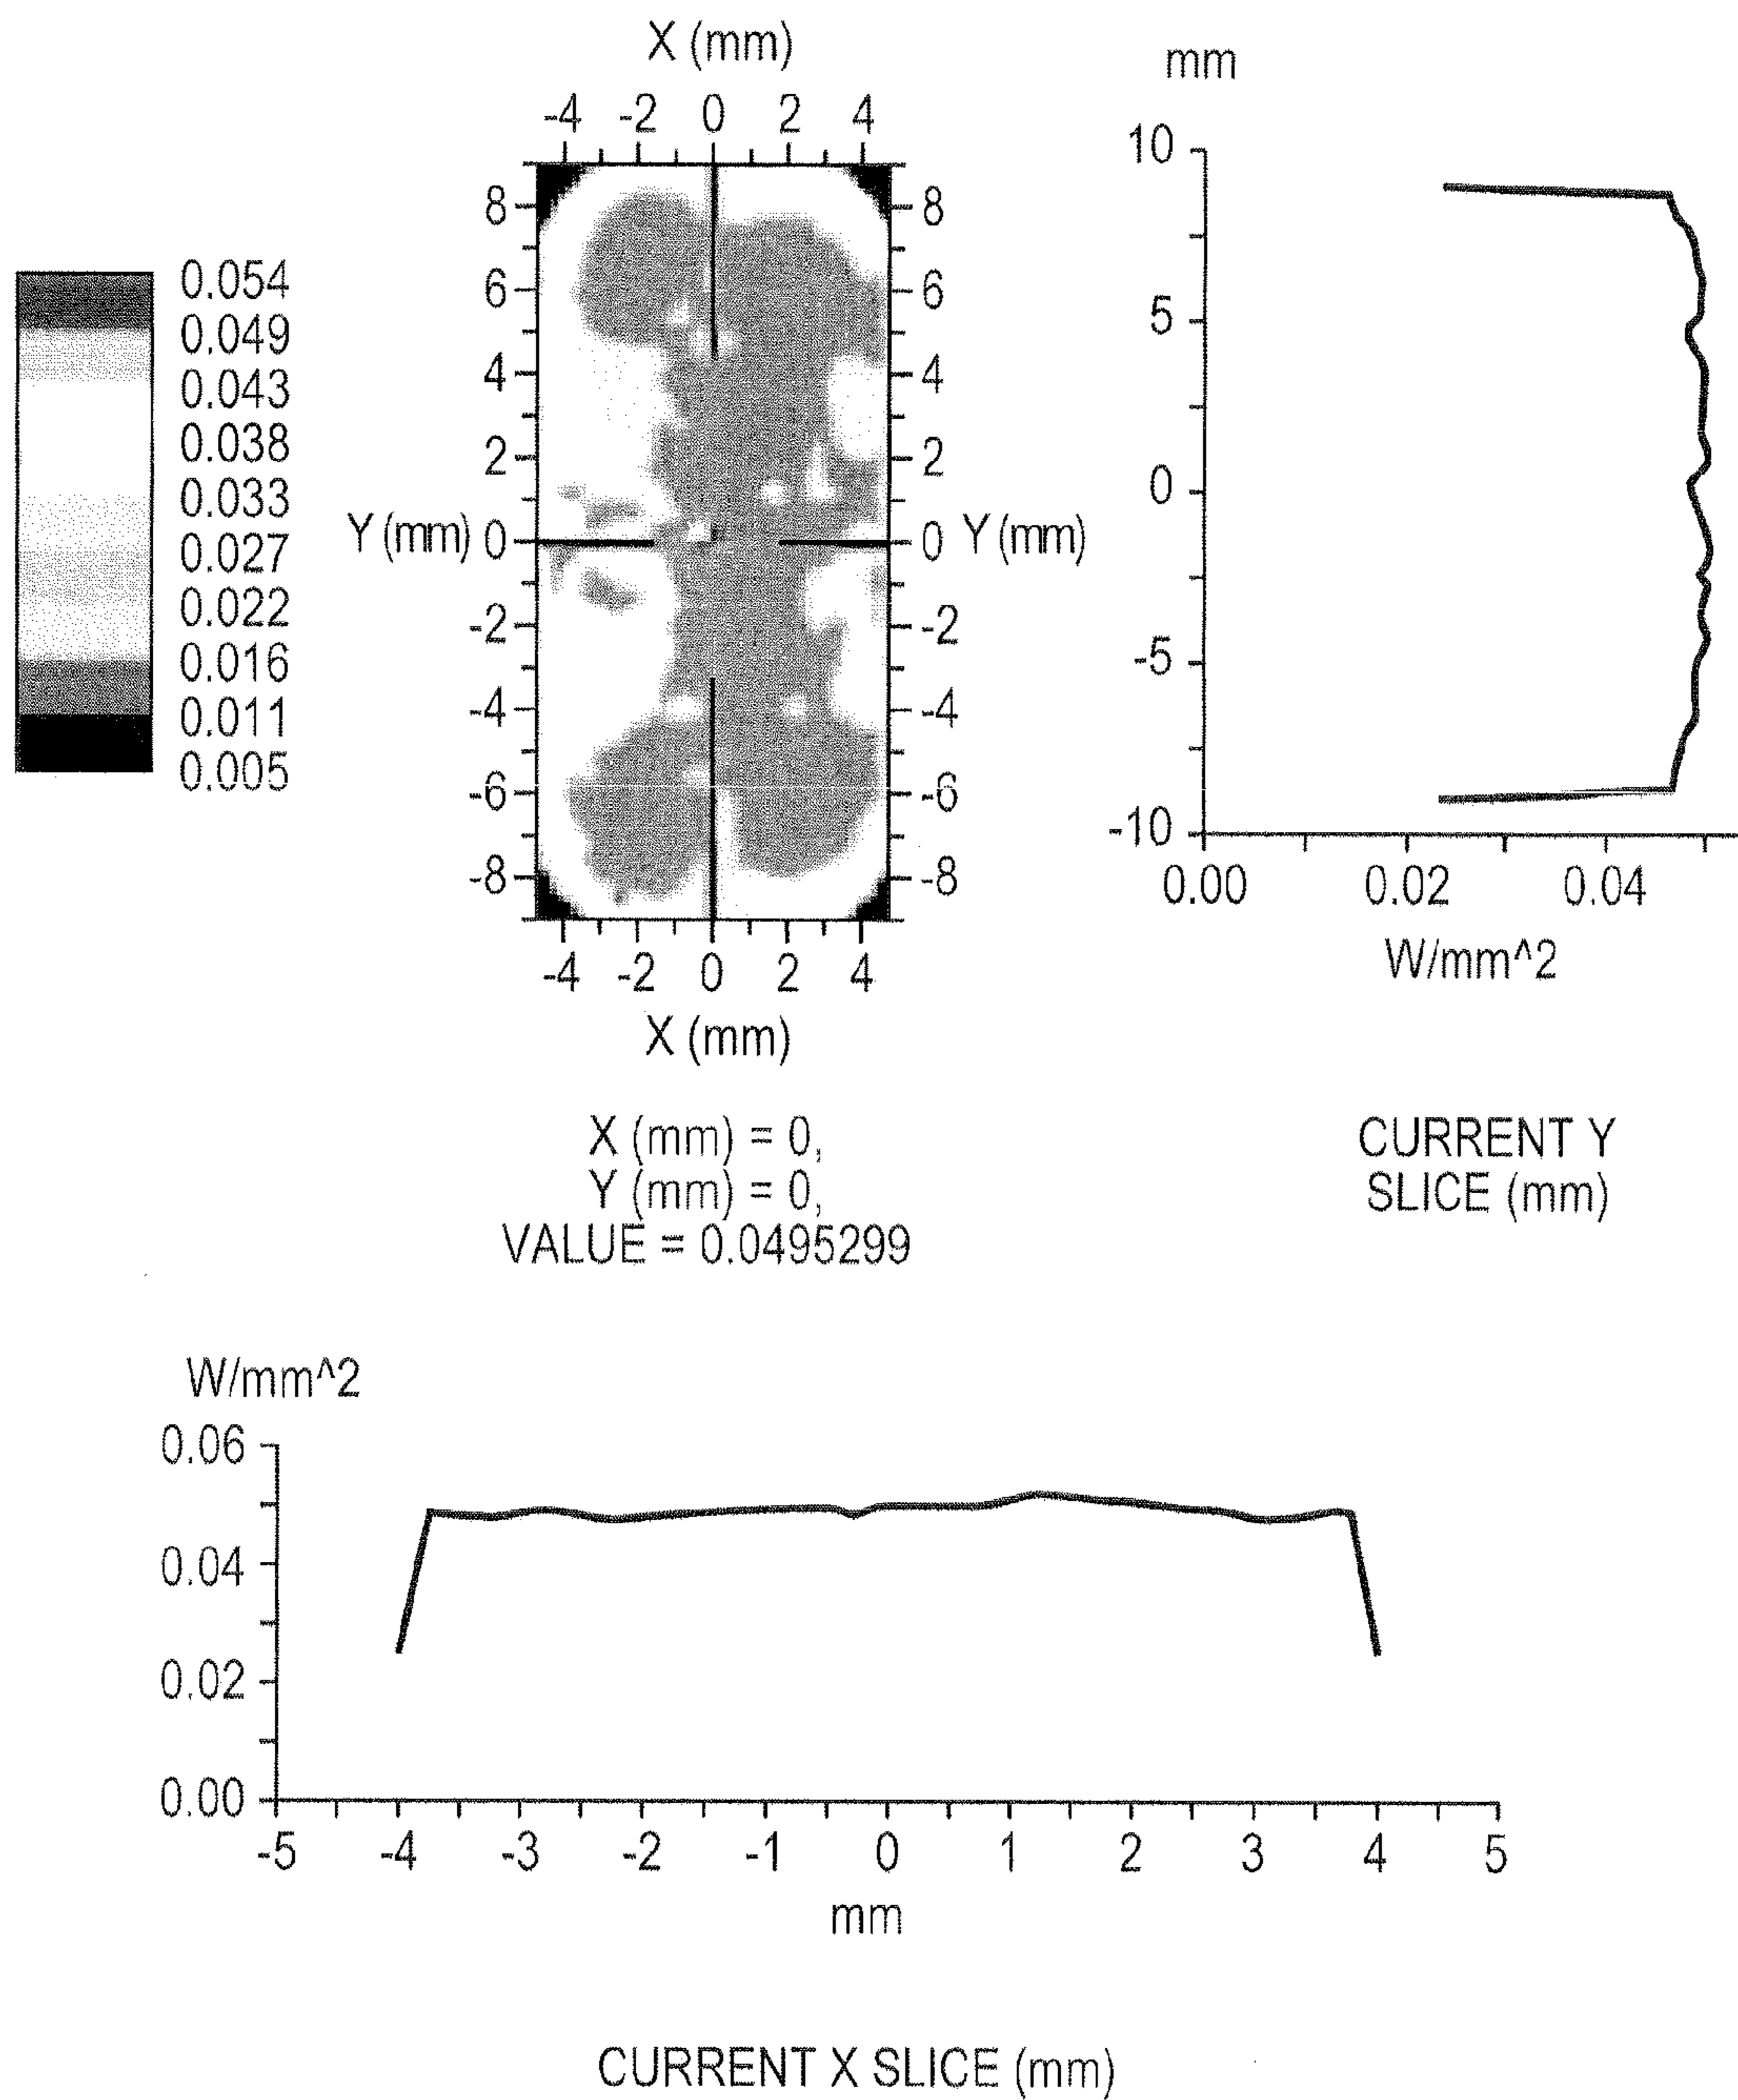 X (mm)
-4 -2 0 2 4
8 8
6 6
4 4
2 2
Y (mm) 0 0 Y (mm)
-2 -2
-4 -4
-6 -6
-8 -8
-4 -2 0 2 4
X (mm)
0.054
0.049
0.043
0.038
0.033
0.027
0.022
0.016
0.011
0.005
mm
10
5
0
-5
-10
0.00 0.02 0.04
W/mm^2
X (mm) = 0,
Y (mm) = 0,
VALUE = 0.0495299
CURRENT Y
SLICE (mm)
W/mm^2
0.06
0.04
0.02
0.00
-5 -4 -3 -2 -1 0 1 2 3 4 5
mm
CURRENT X SLICE (mm)